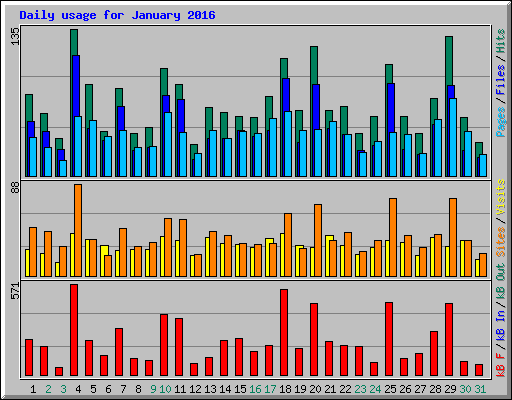 Daily usage for January 2016
135
Pages / Files / Hits
88
Sites / Visits
571
kB F / kB In / kB Out
1 2 3 4 5 6 7 8 9 10 11 12 13 14 15 16 17 18 19 20 21 22 23 24 25 26 27 28 29 30 31